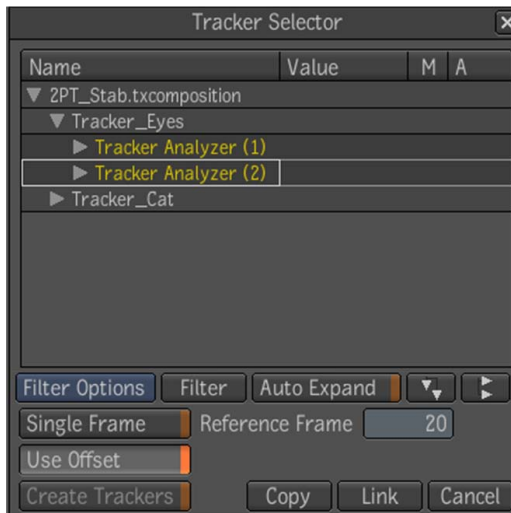 Tracker Selector
Name Value M A
2PT_Stab.txcomposition
Tracker_Eyes
Tracker Analyzer (1)
Tracker Analyzer (2)
Tracker_Cat
Filter Options Filter Auto Expand
Single Frame Reference Frame 20
Use Offset
Create Trackers Copy Link Cancel